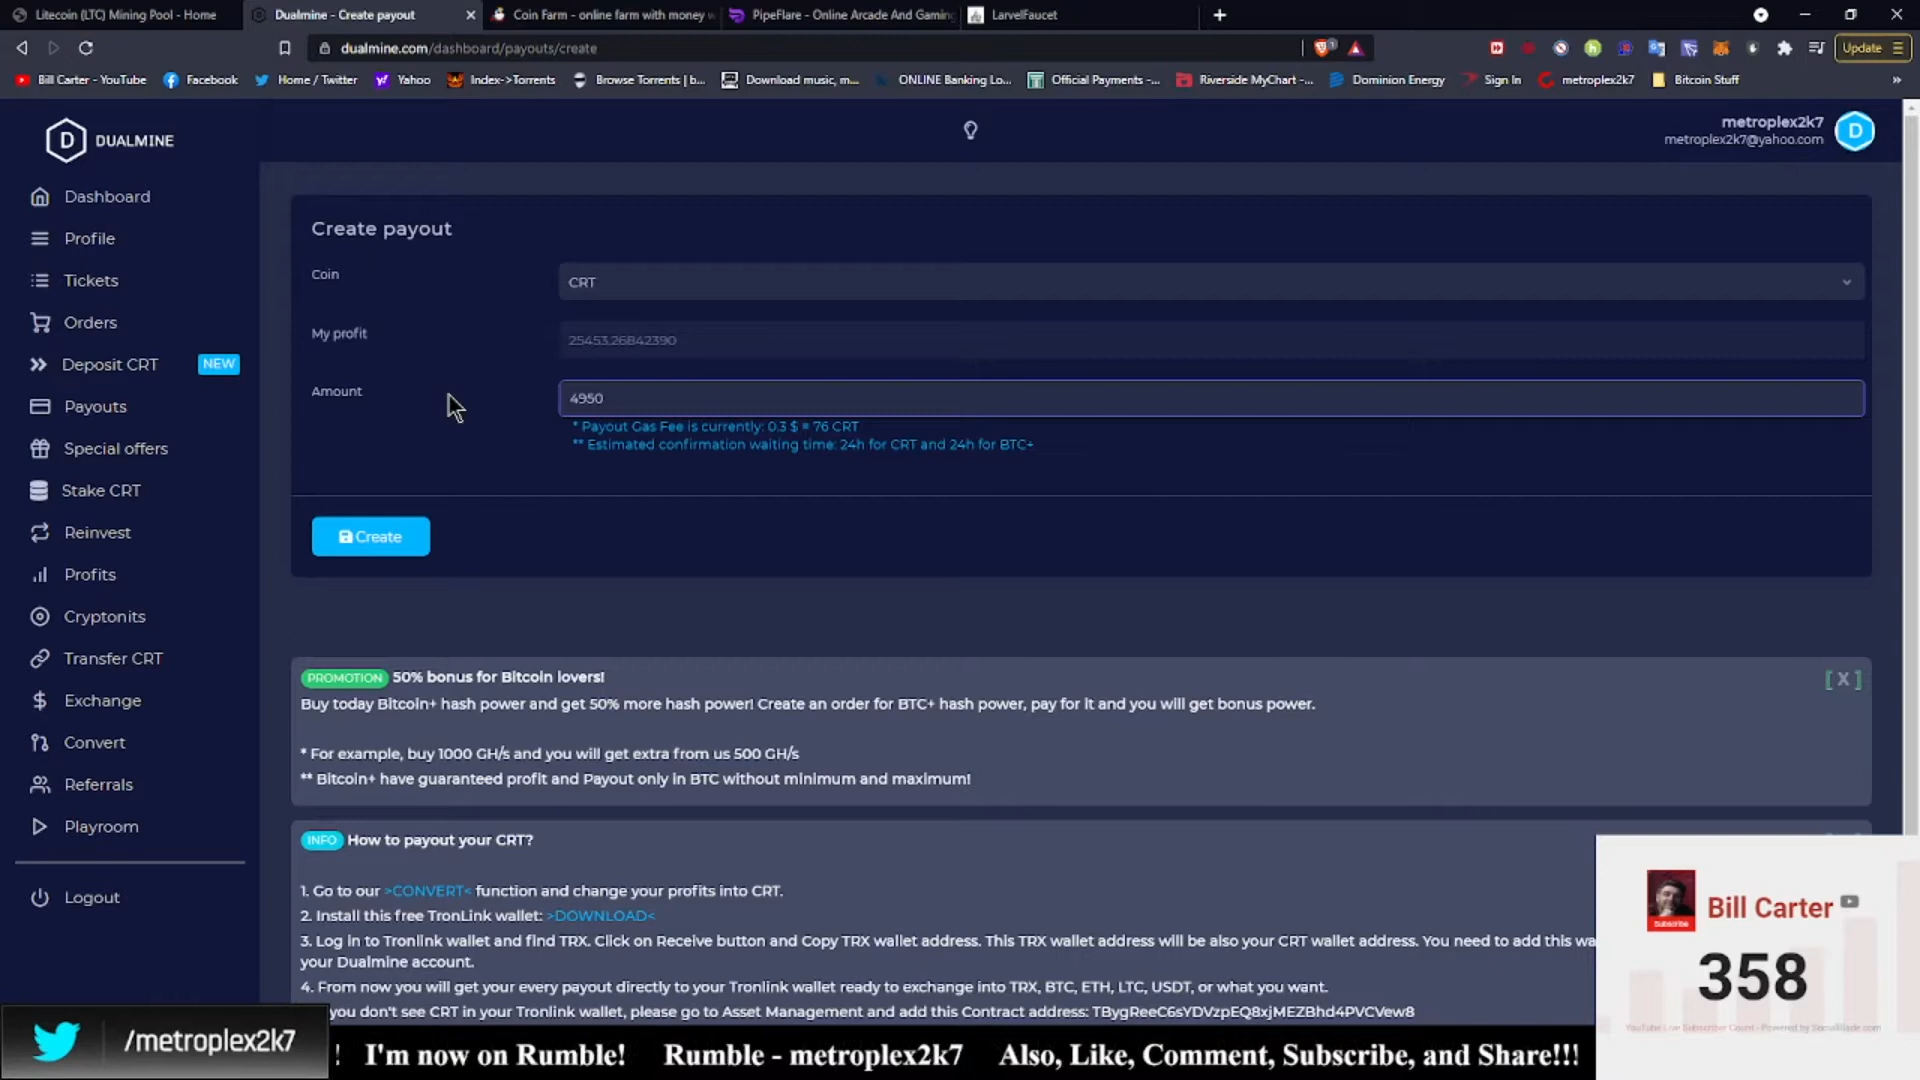 Litecoin (LTC) Mining Pool - Home
Dualmine - Create payout
Coin Farm - online farm with money w
PipeFlare - Online Arcade And Gaming
LarvelFaucet
dualmine.com/dashboard/payouts/create
Update
Bill Carter - YouTube
Facebook
Home / Twitter
Yahoo
Index->Torrents
Browse Torrents | b...
Download music, m...
ONLINE Banking Lo...
Official Payments -...
Riverside MyChart -...
Dominion Energy
Sign In
metroplex2k7
Bitcoin Stuff
DUALMINE
metroplex2k7
metroplex2k7@yahoo.com
D
Dashboard
Profile
Tickets
Orders
Deposit CRT NEW
Payouts
Special offers
Stake CRT
Reinvest
Profits
Cryptonits
Transfer CRT
Exchange
Convert
Referrals
Playroom
Logout
Create payout
Coin
CRT
My profit
25453.26842390
Amount
4950
* Payout Gas Fee is currently: 0.3 $ = 76 CRT
** Estimated confirmation waiting time: 24h for CRT and 24h for BTC+
Create
PROMOTION 50% bonus for Bitcoin lovers!
[ X ]
Buy today Bitcoin+ hash power and get 50% more hash power! Create an order for BTC+ hash power, pay for it and you will get bonus power.
* For example, buy 1000 GH/s and you will get extra from us 500 GH/s
** Bitcoin+ have guaranteed profit and Payout only in BTC without minimum and maximum!
INFO How to payout your CRT?
1. Go to our >CONVERT< function and change your profits into CRT.
2. Install this free TronLink wallet: >DOWNLOAD<
3. Log in to Tronlink wallet and find TRX. Click on Receive button and Copy TRX wallet address. This TRX wallet address will be also your CRT wallet address. You need to add this wa
your Dualmine account.
4. From now you will get your every payout directly to your Tronlink wallet ready to exchange into TRX, BTC, ETH, LTC, USDT, or what you want.
you don't see CRT in your Tronlink wallet, please go to Asset Management and add this Contract address: TBygReeC6sYDVzpEQ8xjMEZBhd4PVCVew8
Subscribe
Bill Carter
358
YouTube Live Subscriber Count - Powered by SocialBlade.com
/metroplex2k7
! I'm now on Rumble! Rumble - metroplex2k7 Also, Like, Comment, Subscribe, and Share!!!